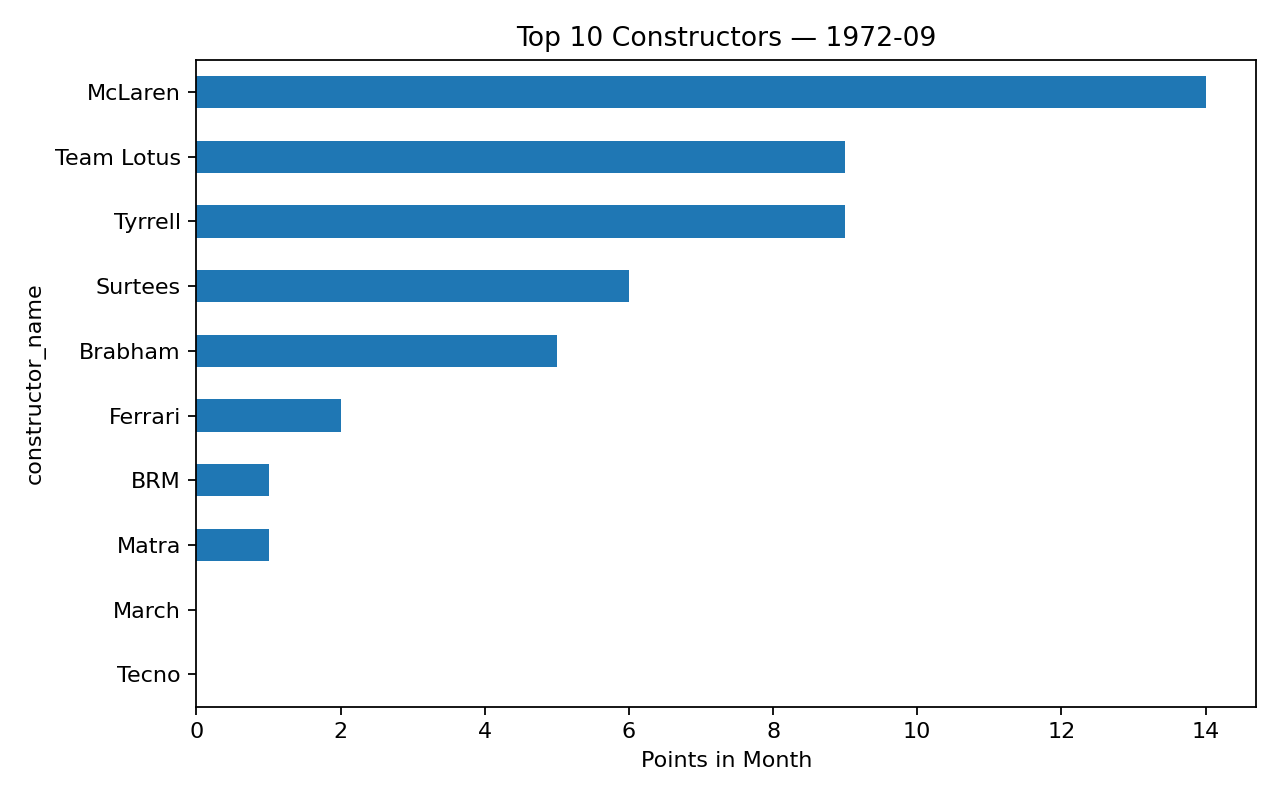 Top 10 Constructors — 1972-09
constructor_name
McLaren
Team Lotus
Tyrrell
Surtees
Brabham
Ferrari
BRM
Matra
March
Tecno
0 2 4 6 8 10 12 14
Points in Month